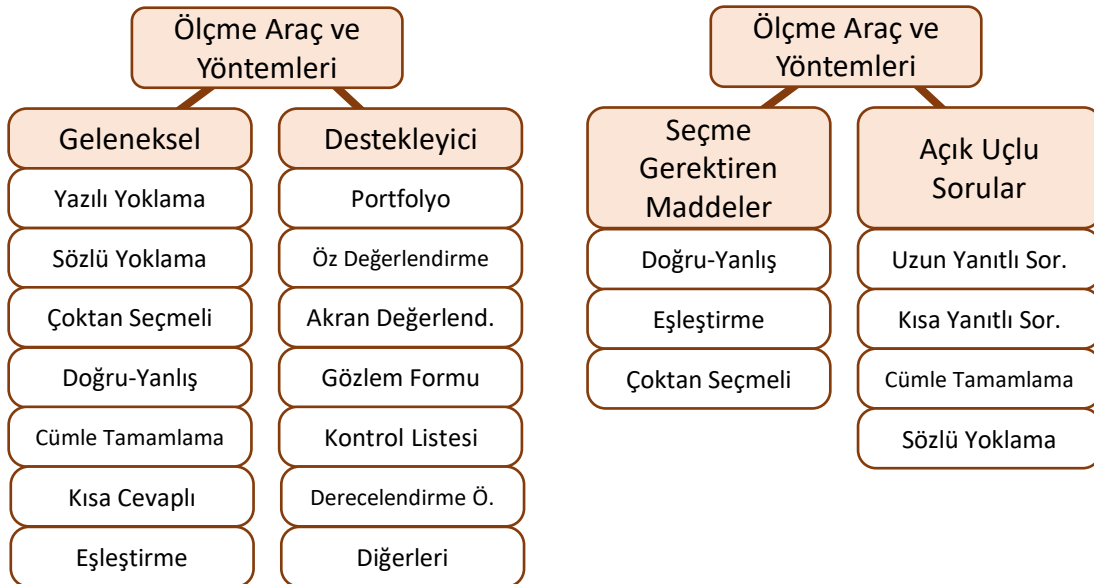 Ölçme Araç ve
Yöntemleri
Geleneksel
Yazılı Yoklama
Sözlü Yoklama
Çoktan Seçmeli
Doğru-Yanlış
Cümle Tamamlama
Kısa Cevaplı
Eşleştirme
Destekleyici
Portfolyo
Öz Değerlendirme
Akran Değerlend.
Gözlem Formu
Kontrol Listesi
Derecelendirme Ö.
Diğerleri
Ölçme Araç ve
Yöntemleri
Seçme
Gerektiren
Maddeler
Doğru-Yanlış
Eşleştirme
Çoktan Seçmeli
Açık Uçlu
Sorular
Uzun Yanıtlı Sor.
Kısa Yanıtlı Sor.
Cümle Tamamlama
Sözlü Yoklama